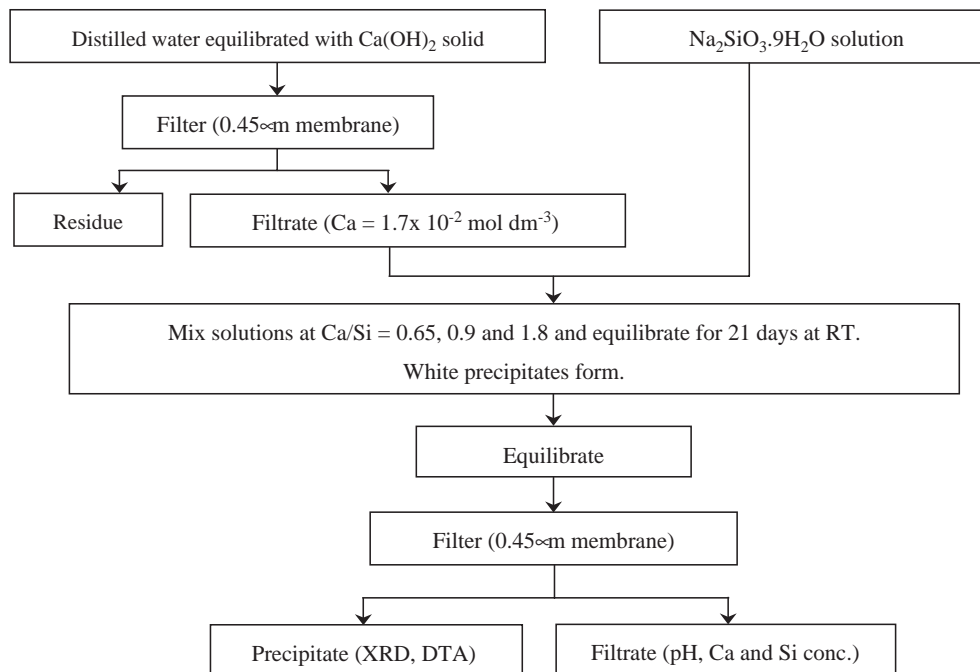 Distilled water equilibrated with Ca(OH)2 solid
Na2SiO3.9H2O solution
Filter (0.45∝m membrane)
Residue
Filtrate (Ca = 1.7x 10-2 mol dm-3)
Mix solutions at Ca/Si = 0.65, 0.9 and 1.8 and equilibrate for 21 days at RT.
White precipitates form.
Equilibrate
Filter (0.45∝m membrane)
Precipitate (XRD, DTA)
Filtrate (pH, Ca and Si conc.)